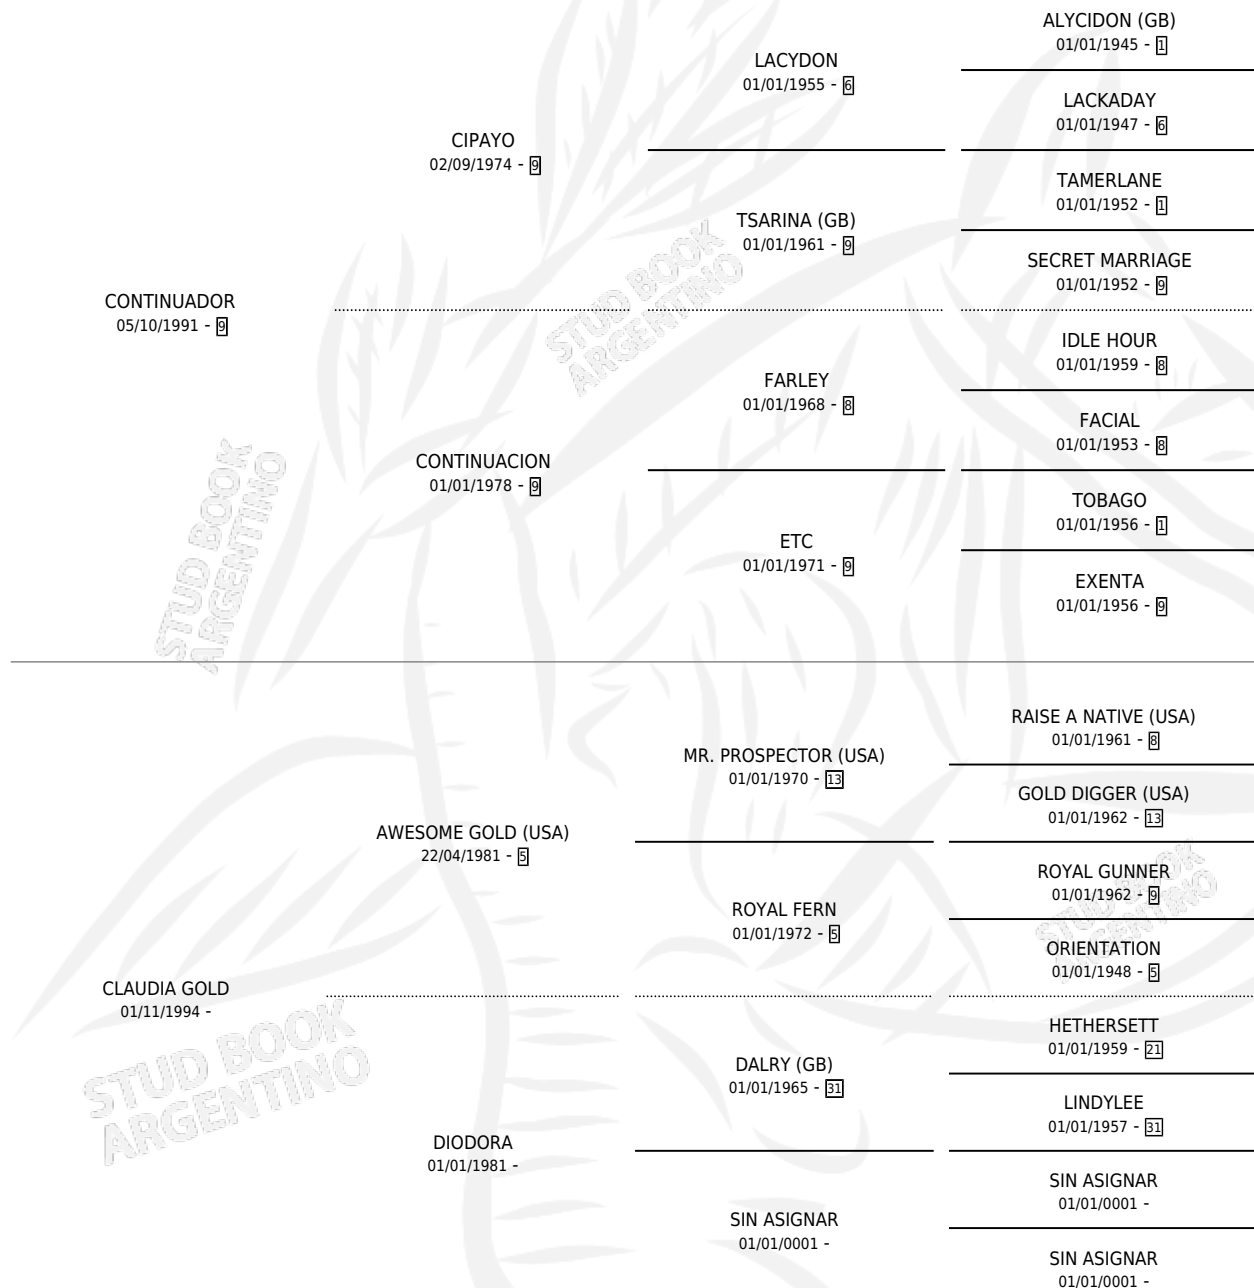 ALYCIDON (GB)
01/01/1945 - 1
LACYDON
01/01/1955 - 6
LACKADAY
01/01/1947 - 6
CIPAYO
02/09/1974 - 9
TAMERLANE
01/01/1952 - 1
TSARINA (GB)
01/01/1961 - 9
SECRET MARRIAGE
01/01/1952 - 9
CONTINUADOR
05/10/1991 - 9
IDLE HOUR
01/01/1959 - 8
FARLEY
01/01/1968 - 8
FACIAL
01/01/1953 - 8
CONTINUACION
01/01/1978 - 9
TOBAGO
01/01/1956 - 1
ETC
01/01/1971 - 9
EXENTA
01/01/1956 - 9
RAISE A NATIVE (USA)
01/01/1961 - 8
MR. PROSPECTOR (USA)
01/01/1970 - 13
GOLD DIGGER (USA)
01/01/1962 - 13
AWESOME GOLD (USA)
22/04/1981 - 5
ROYAL GUNNER
01/01/1962 - 9
ROYAL FERN
01/01/1972 - 5
ORIENTATION
01/01/1948 - 5
CLAUDIA GOLD
01/11/1994 -
HETHERSETT
01/01/1959 - 21
DALRY (GB)
01/01/1965 - 31
LINDYLEE
01/01/1957 - 31
DIODORA
01/01/1981 -
SIN ASIGNAR
01/01/0001 -
SIN ASIGNAR
01/01/0001 -
SIN ASIGNAR
01/01/0001 -
STUD BOOK
ARGENTINO
STUD BOOK
ARGENTINO
STUD BOOK
ARGENTINO
STUD BOOK
ARGENTINO